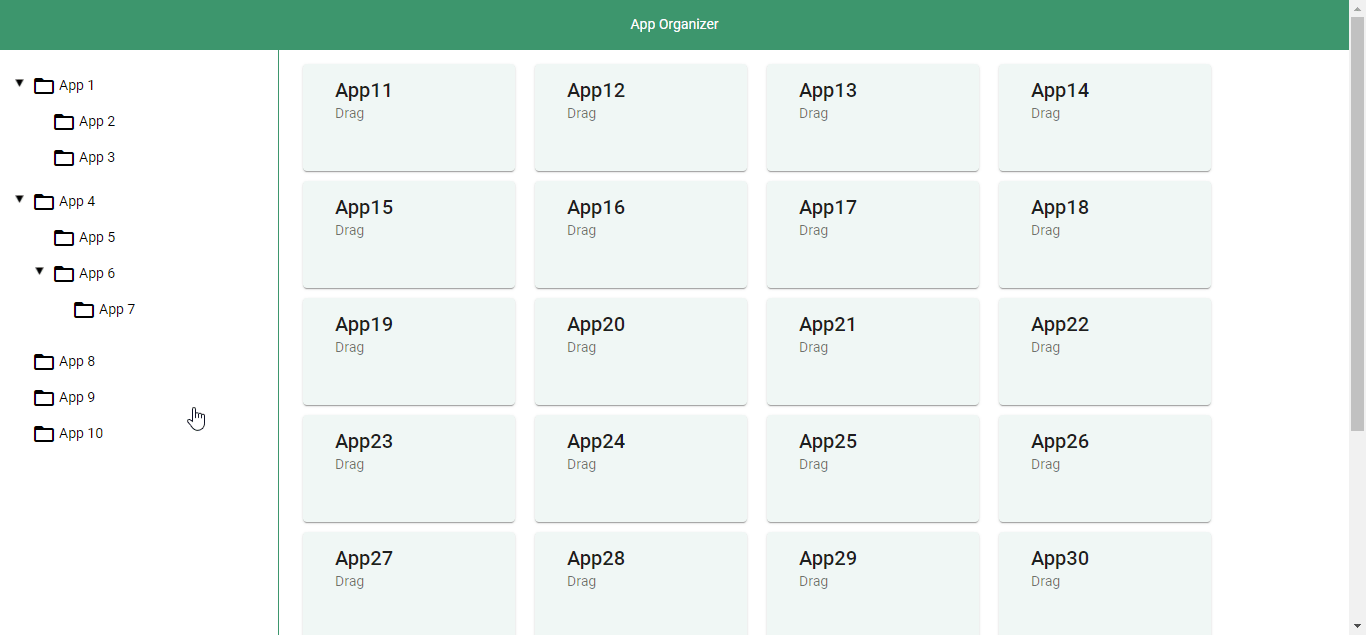 App Organizer
App 1
App 2
App 3
App 4
App 5
App 6
App 7
App 8
App 9
App 10
App11
Drag
App12
Drag
App13
Drag
App14
Drag
App15
Drag
App16
Drag
App17
Drag
App18
Drag
App19
Drag
App20
Drag
App21
Drag
App22
Drag
App23
Drag
App24
Drag
App25
Drag
App26
Drag
App27
Drag
App28
Drag
App29
Drag
App30
Drag